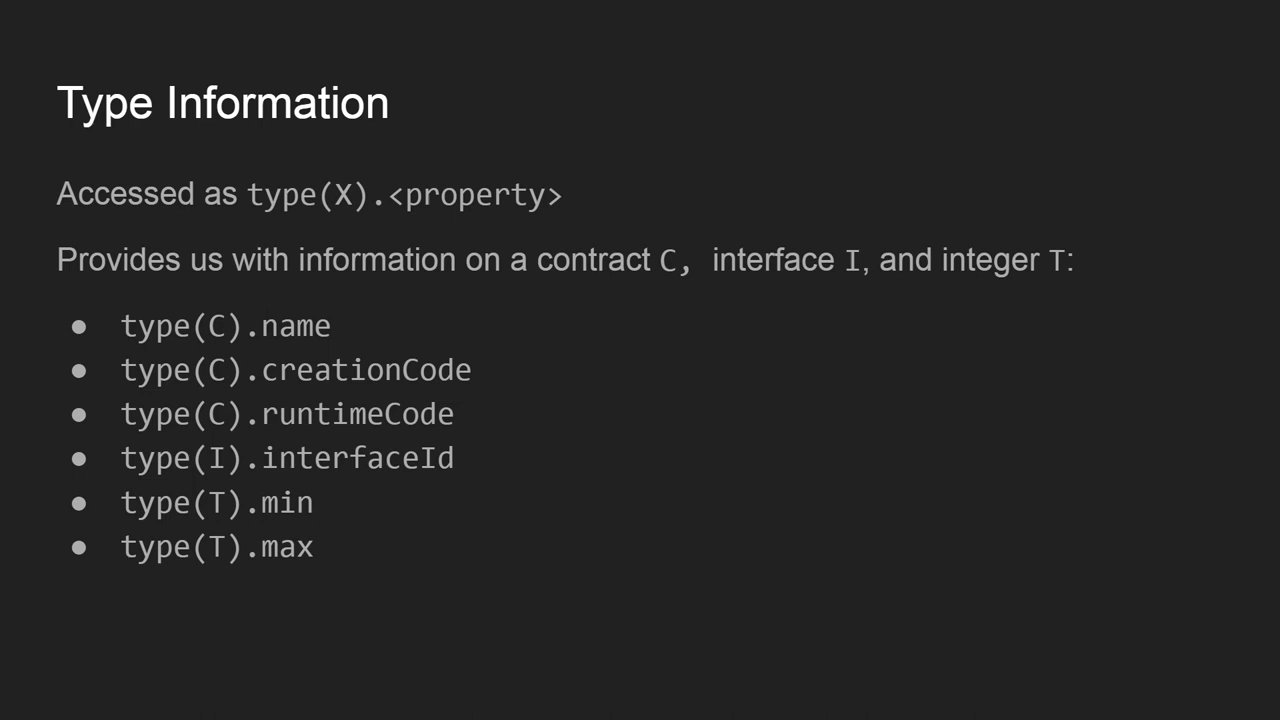 Type Information
Accessed as type(X).<property>
Provides us with information on a contract C, interface I, and integer T:
● type(C).name
● type(C).creationCode
● type(C).runtimeCode
● type(I).interfaceId
● type(T).min
● type(T).max